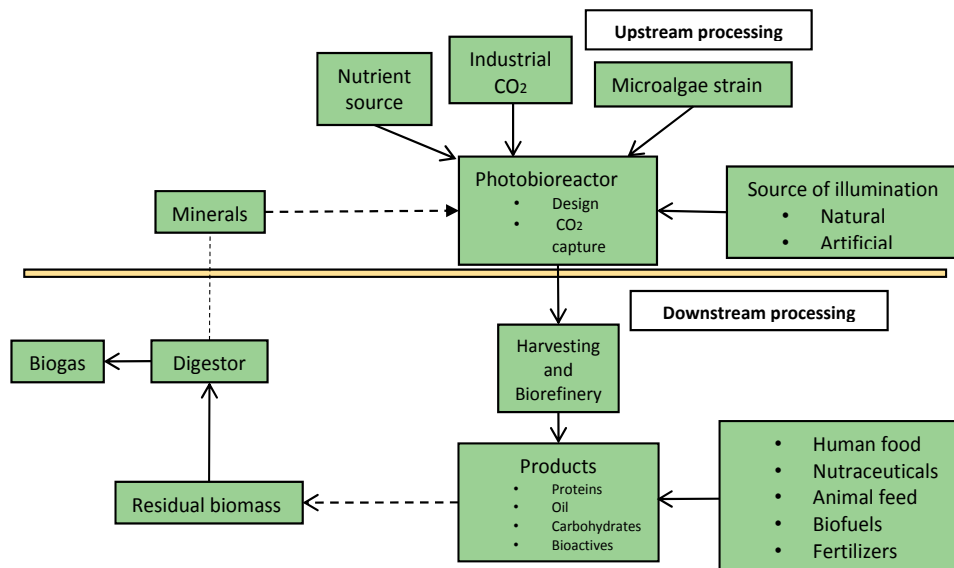 Upstream processing
Nutrient
source
Industrial
CO₂
Microalgae strain
Photobioreactor
• Design
• CO₂
capture
Source of illumination
• Natural
• Artificial
Minerals
Downstream processing
Harvesting
and
Biorefinery
Biogas
Digestor
Products
• Proteins
• Oil
• Carbohydrates
• Bioactives
Residual biomass
• Human food
• Nutraceuticals
• Animal feed
• Biofuels
• Fertilizers